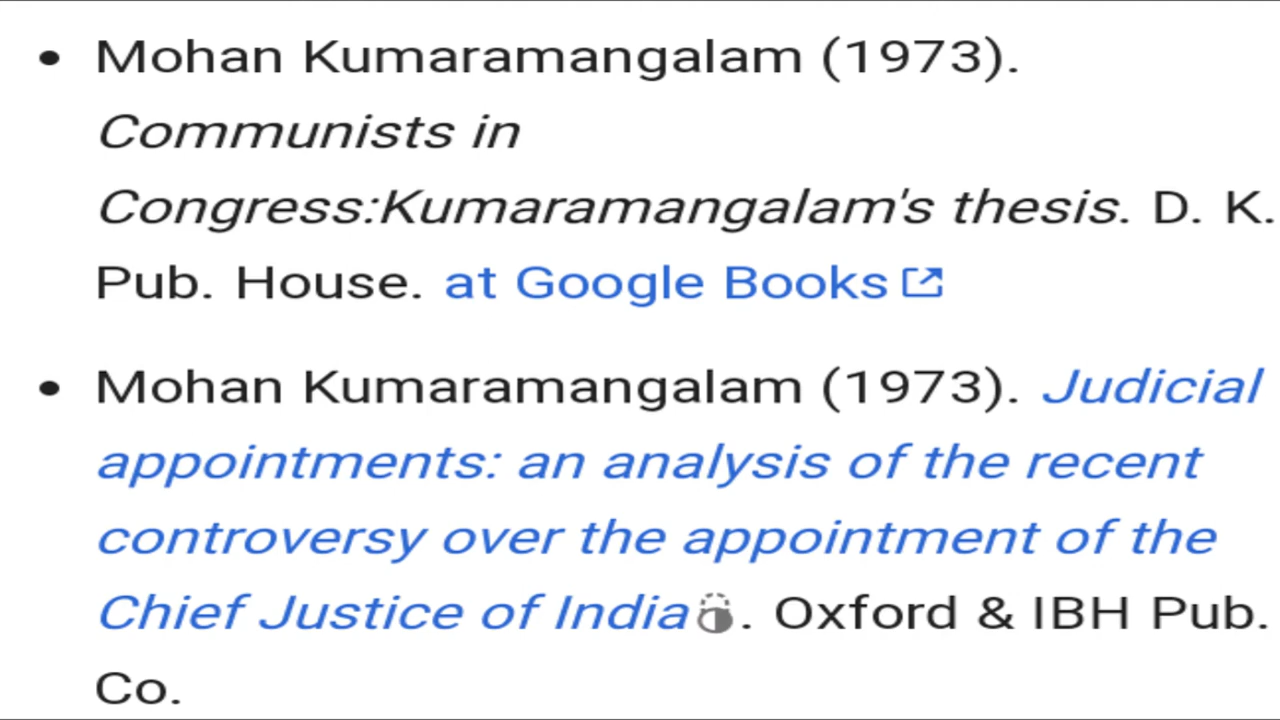 • Mohan Kumaramangalam (1973).
Communists in
Congress:Kumaramangalam's thesis. D. K.
Pub. House. at Google Books
• Mohan Kumaramangalam (1973). Judicial
appointments: an analysis of the recent
controversy over the appointment of the
Chief Justice of India. Oxford & IBH Pub.
Co.